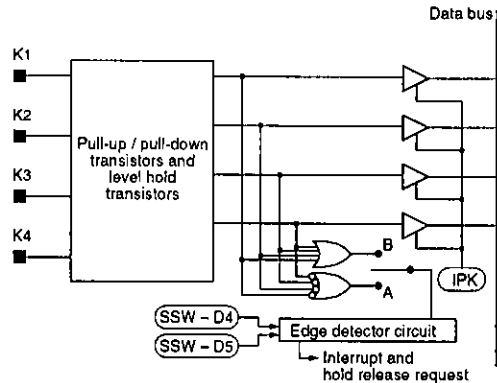 Data bus
K1
K2
K3
K4
Pull-up / pull-down
transistors and
level hold
transistors
B
A
IPK
SSW – D4
SSW – D5
Edge detector circuit
Interrupt and
hold release request